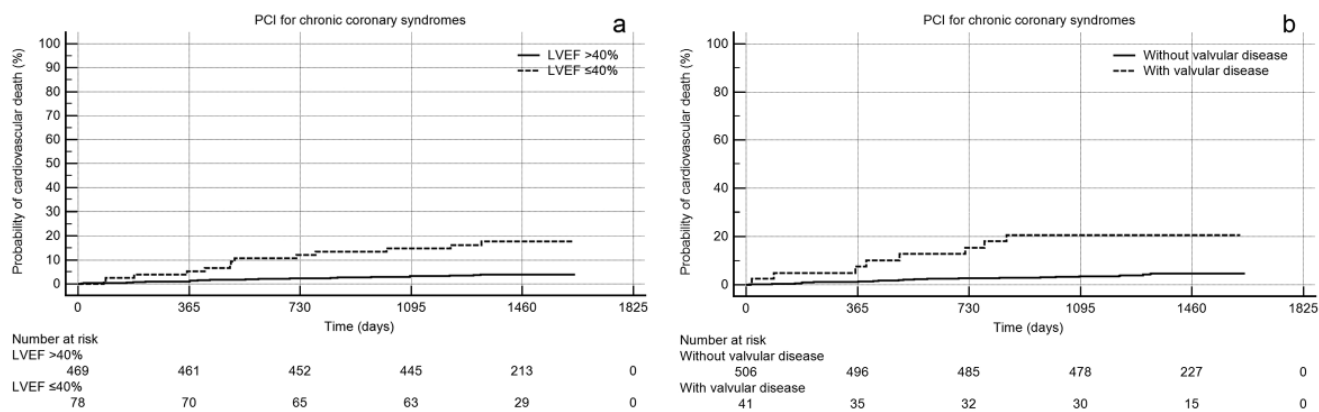 PCI for chronic coronary syndromes
a
Probability of cardiovascular death (%)
100
90
80
70
60
50
40
30
20
10
0
LVEF >40%
LVEF ≤40%
0 365 730 1095 1460 1825
Time (days)
Number at risk
LVEF >40%
469 461 452 445 213 0
LVEF ≤40%
78 70 65 63 29 0
PCI for chronic coronary syndromes
b
Probability of cardiovascular death (%)
100
80
60
40
20
0
Without valvular disease
With valvular disease
0 365 730 1095 1460 1825
Time (days)
Number at risk
Without valvular disease
506 496 485 478 227 0
With valvular disease
41 35 32 30 15 0